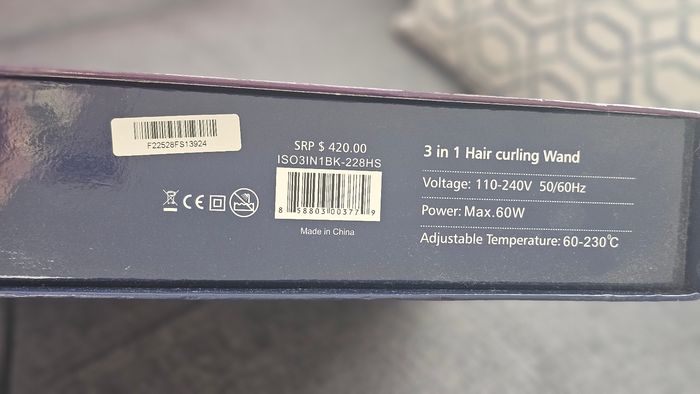 F22528FS13924
SRP $ 420.00
ISO3IN1BK-228HS
8 58803 00377 9
Made in China
CE
3 in 1 Hair curling Wand
Voltage: 110-240V 50/60Hz
Power: Max.60W
Adjustable Temperature: 60-230℃